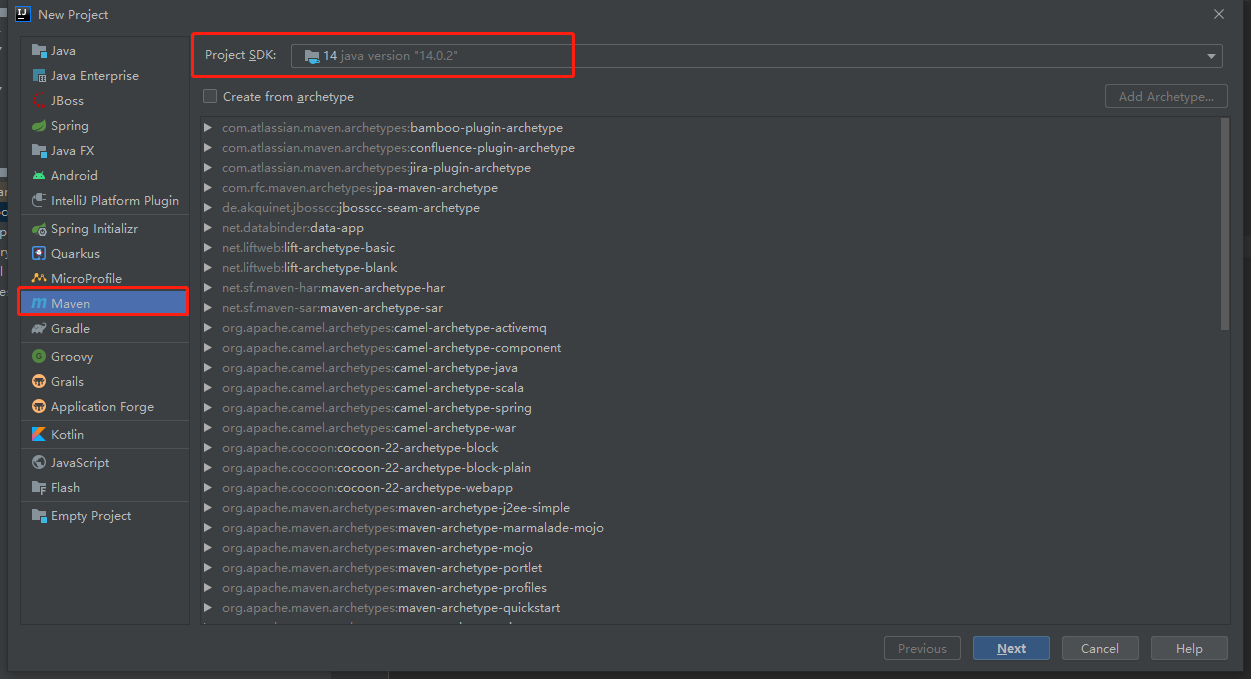 New Project
Java
Java Enterprise
JBoss
Spring
Java FX
Android
IntelliJ Platform Plugin
Spring Initializr
Quarkus
MicroProfile
Maven
Gradle
Groovy
Grails
Application Forge
Kotlin
JavaScript
Flash
Empty Project
Project SDK: 14 java version "14.0.2"
Create from archetype
Add Archetype...
com.atlassian.maven.archetypes:bamboo-plugin-archetype
com.atlassian.maven.archetypes:confluence-plugin-archetype
com.atlassian.maven.archetypes:jira-plugin-archetype
com.rfc.maven.archetypes:jpa-maven-archetype
de.akquinet.jbosscc:jbosscc-seam-archetype
net.databinder:data-app
net.liftweb:lift-archetype-basic
net.liftweb:lift-archetype-blank
net.sf.maven-har:maven-archetype-har
net.sf.maven-sar:maven-archetype-sar
org.apache.camel.archetypes:camel-archetype-activemq
org.apache.camel.archetypes:camel-archetype-component
org.apache.camel.archetypes:camel-archetype-java
org.apache.camel.archetypes:camel-archetype-scala
org.apache.camel.archetypes:camel-archetype-spring
org.apache.camel.archetypes:camel-archetype-war
org.apache.cocoon:cocoon-22-archetype-block
org.apache.cocoon:cocoon-22-archetype-block-plain
org.apache.cocoon:cocoon-22-archetype-webapp
org.apache.maven.archetypes:maven-archetype-j2ee-simple
org.apache.maven.archetypes:maven-archetype-marmalade-mojo
org.apache.maven.archetypes:maven-archetype-mojo
org.apache.maven.archetypes:maven-archetype-portlet
org.apache.maven.archetypes:maven-archetype-profiles
org.apache.maven.archetypes:maven-archetype-quickstart
Previous
Next
Cancel
Help